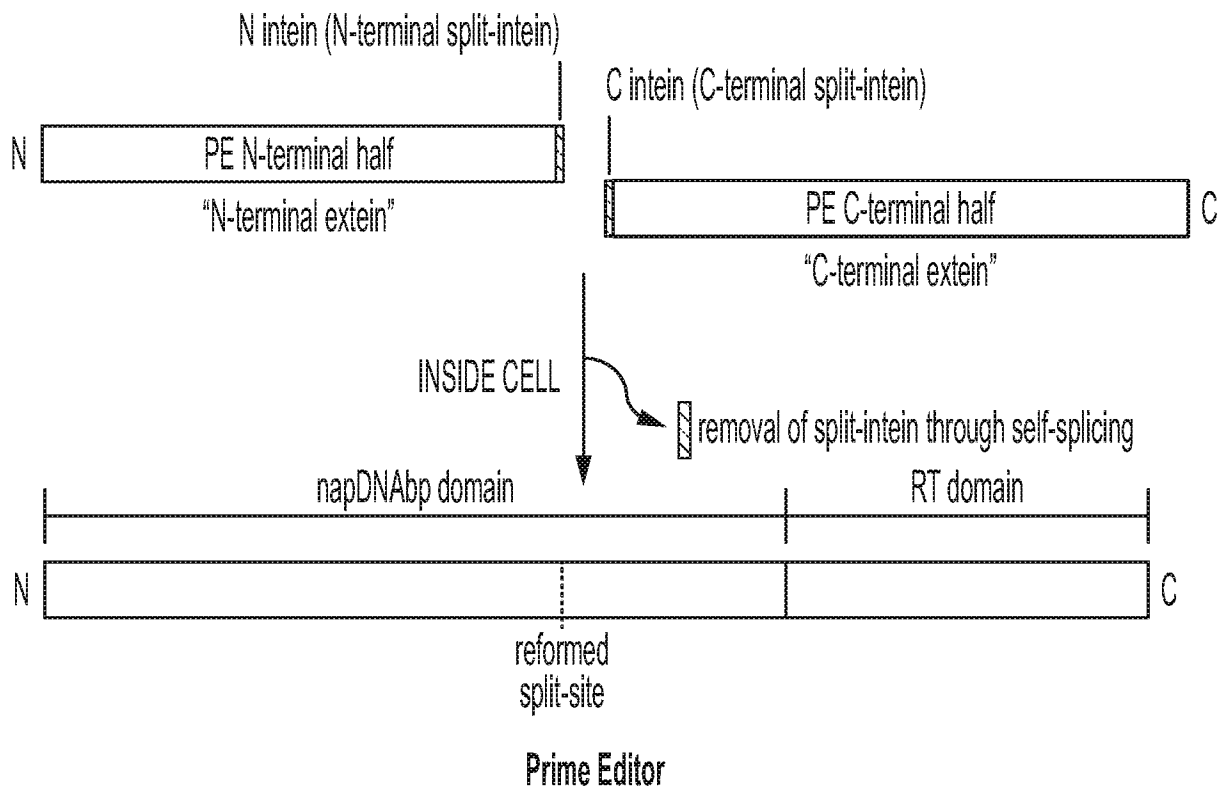 N intein (N-terminal split-intein)
C intein (C-terminal split-intein)
N
PE N-terminal half
“N-terminal extein”
PE C-terminal half
C
“C-terminal extein”
INSIDE CELL
removal of split-intein through self-splicing
napDNAbp domain
RT domain
N
C
reformed
split-site
Prime Editor